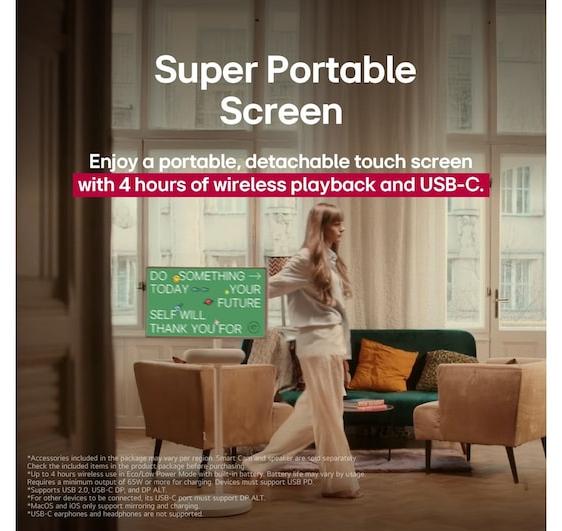 Super Portable
Screen
Enjoy a portable, detachable touch screen
with 4 hours of wireless playback and USB-C.
DO SOMETHING →
TODAY YOUR
FUTURE
SELF WILL
THANK YOU FOR
*Accessories included in the package may vary per region. Smart Cam and speaker are sold separately.
Check the included items in the product package before purchasing.
*Up to 4 hours wireless use in Eco/Low Power Mode with built-in battery. Battery life may vary by usage.
Requires a minimum output of 65W or more for charging. Devices must support USB PD.
*Supports USB 2.0, USB-C DP, and DP ALT.
*For other devices to be connected, its USB-C port must support DP ALT.
*MacOS and iOS only support mirroring and charging.
*USB-C earphones and headphones are not supported.